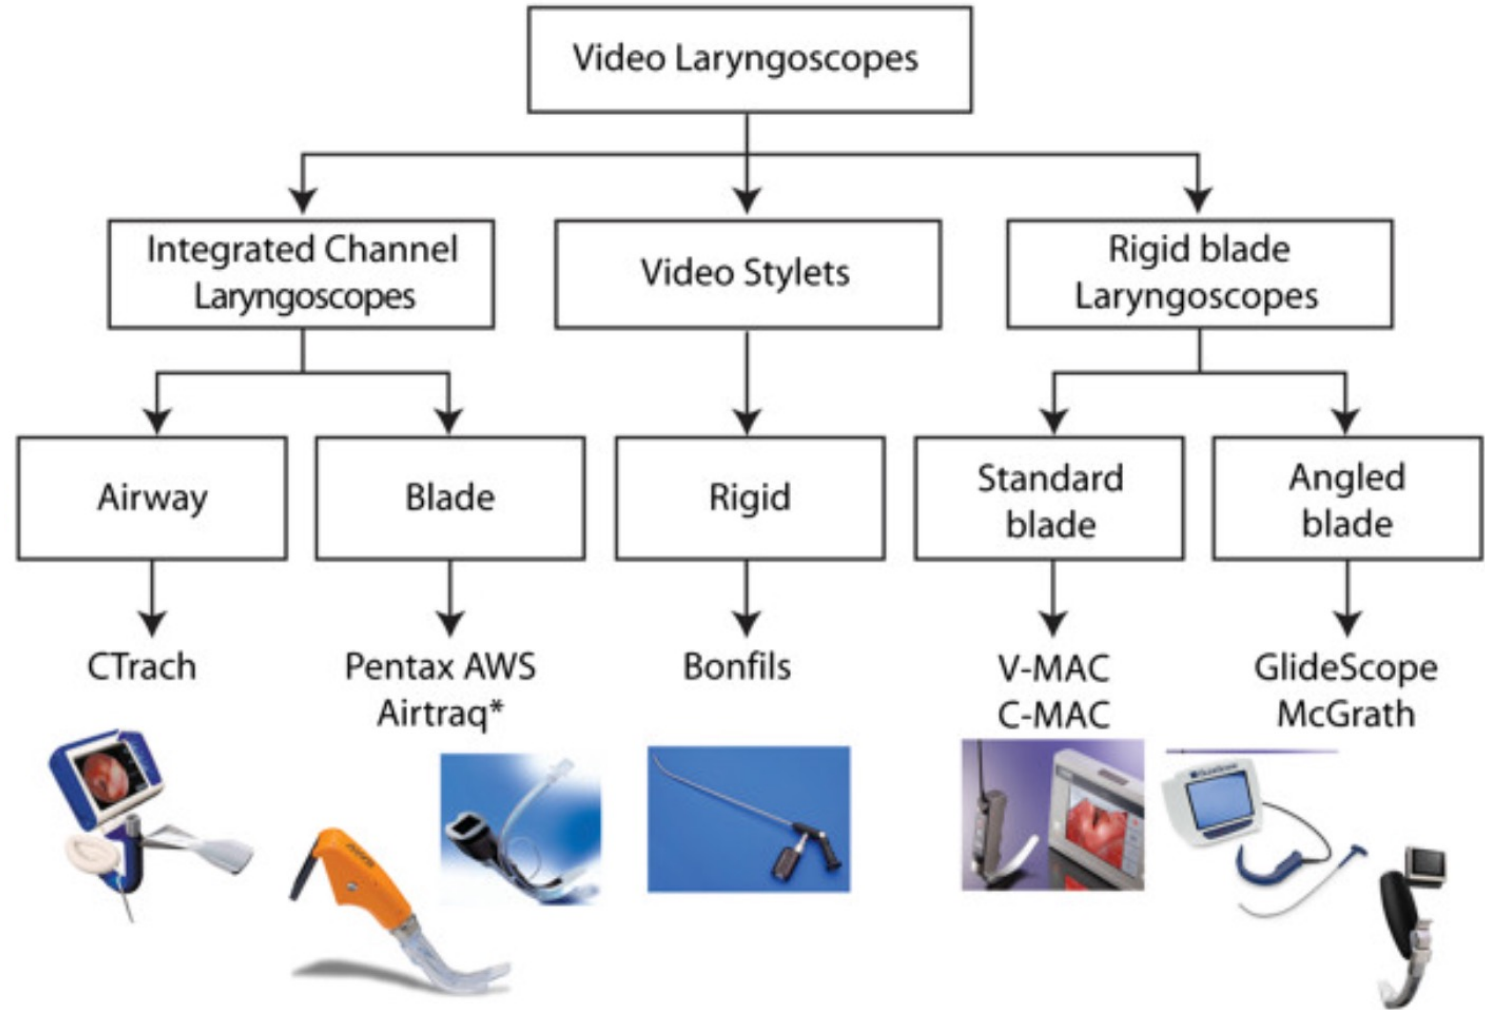 Video Laryngoscopes
Integrated Channel
Laryngoscopes
Video Stylets
Rigid blade
Laryngoscopes
Airway
Blade
Rigid
Standard
blade
Angled
blade
CTrach
Pentax AWS
Airtraq*
Bonfils
V-MAC
C-MAC
GlideScope
McGrath